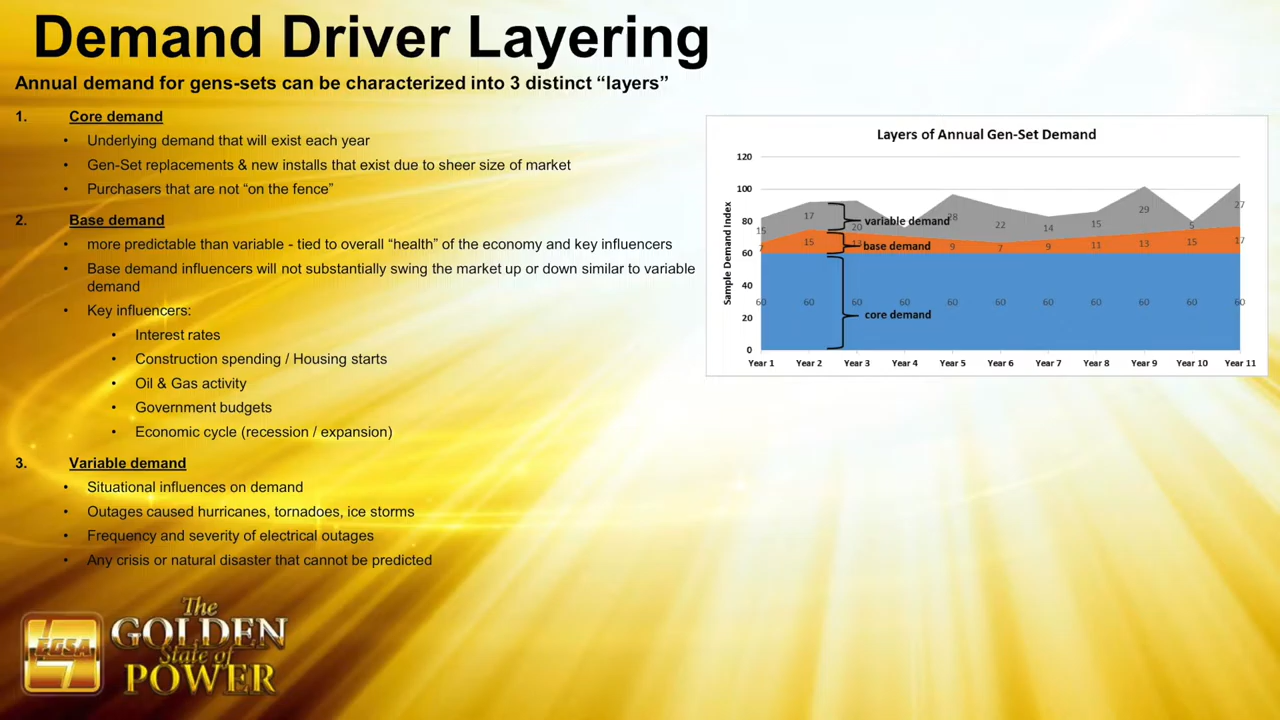 Demand Driver Layering
Annual demand for gens-sets can be characterized into 3 distinct “layers”
1. Core demand
• Underlying demand that will exist each year
• Gen-Set replacements & new installs that exist due to sheer size of market
• Purchasers that are not “on the fence”
2. Base demand
• more predictable than variable - tied to overall “health” of the economy and key influencers
• Base demand influencers will not substantially swing the market up or down similar to variable
demand
• Key influencers:
• Interest rates
• Construction spending / Housing starts
• Oil & Gas activity
• Government budgets
• Economic cycle (recession / expansion)
3. Variable demand
• Situational influences on demand
• Outages caused hurricanes, tornadoes, ice storms
• Frequency and severity of electrical outages
• Any crisis or natural disaster that cannot be predicted
Layers of Annual Gen-Set Demand
Sample Demand Index
120
100
80
60
40
20
0
15 17 20 28 22 14 15 29 5 27
variable demand
7 15 13 9 7 9 11 13 15 17
base demand
60 60 60 60 60 60 60 60 60 60 60
core demand
Year 1 Year 2 Year 3 Year 4 Year 5 Year 6 Year 7 Year 8 Year 9 Year 10 Year 11
EGSA
The
GOLDEN
State of
POWER